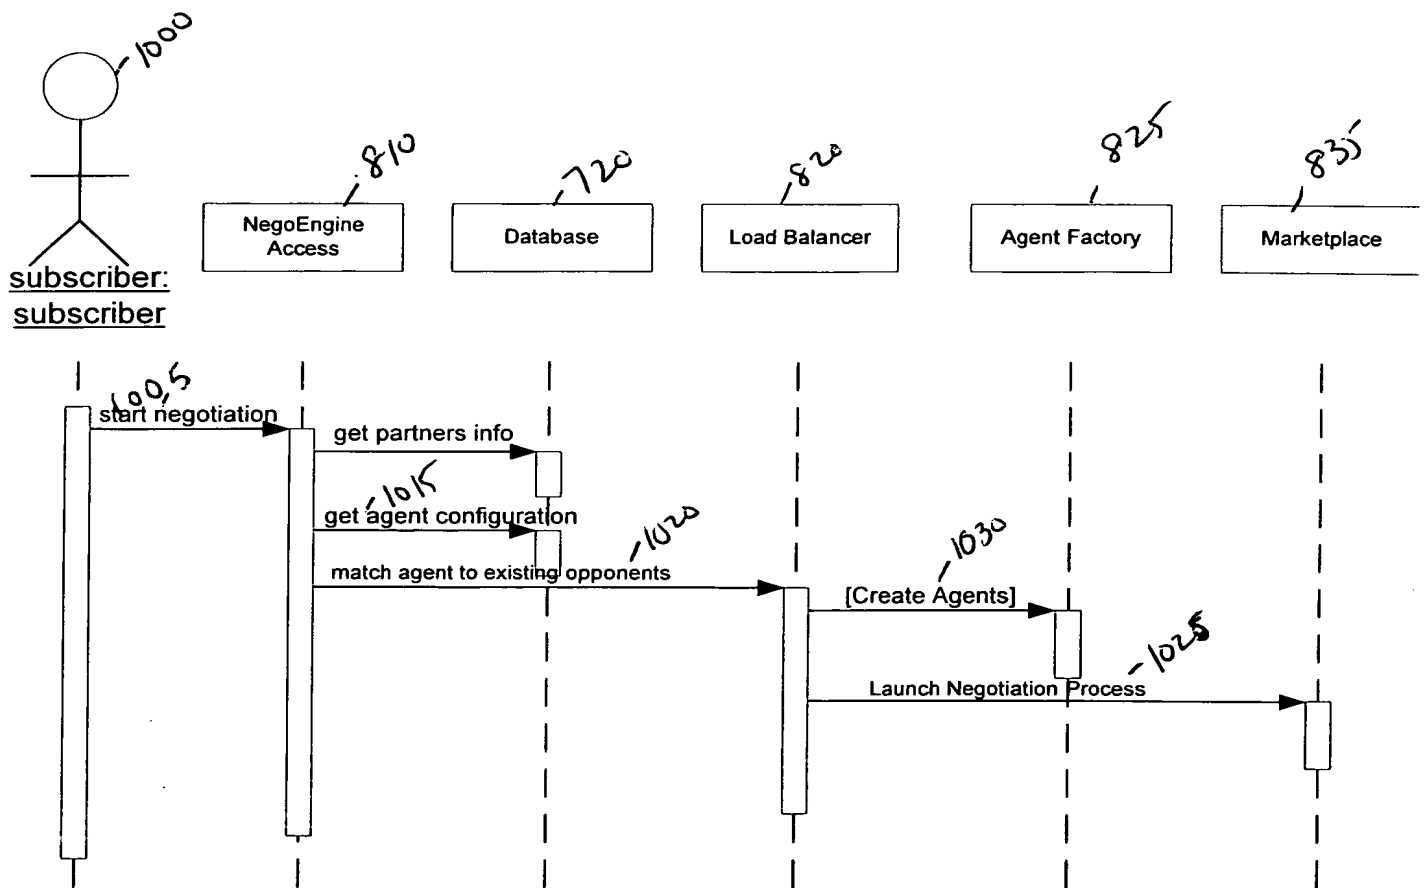 1000
810
720
820
825
835
NegoEngine
Access
Database
Load Balancer
Agent Factory
Marketplace
subscriber:
subscriber
1005
start negotiation
get partners info
1015
get agent configuration
1020
match agent to existing opponents
1030
[Create Agents]
1025
Launch Negotiation Process